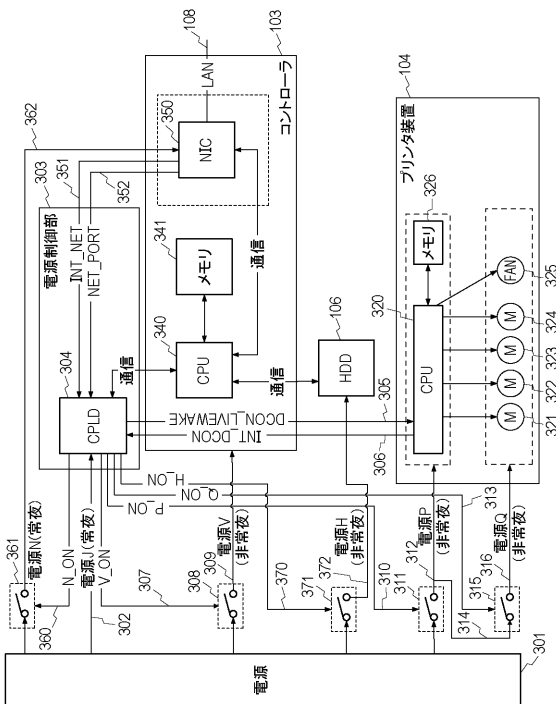 108
103
104
362
LAN
コントローラ
プリンタ装置
350
NIC
303
351
352
電源制御部
INT_NET
NET_PORT
341
メモリ
通信
326
メモリ
304
通信
340
CPU
通信
106
HDD
320
CPU
FAN
325
M
324
M
323
M
322
M
321
CPLD
DCON_LIVEWAKE
305
INT_DCON
306
H_ON
Q_ON
P_ON
313
361
電源N(常夜)
N_ON
電源J(常夜)
V_ON
360
302
307
308
309
電源V
(非常夜)
370
371
372
電源H
(非常夜)
310
311
312
電源P
(非常夜)
314
315
316
電源Q
(非常夜)
電源
301